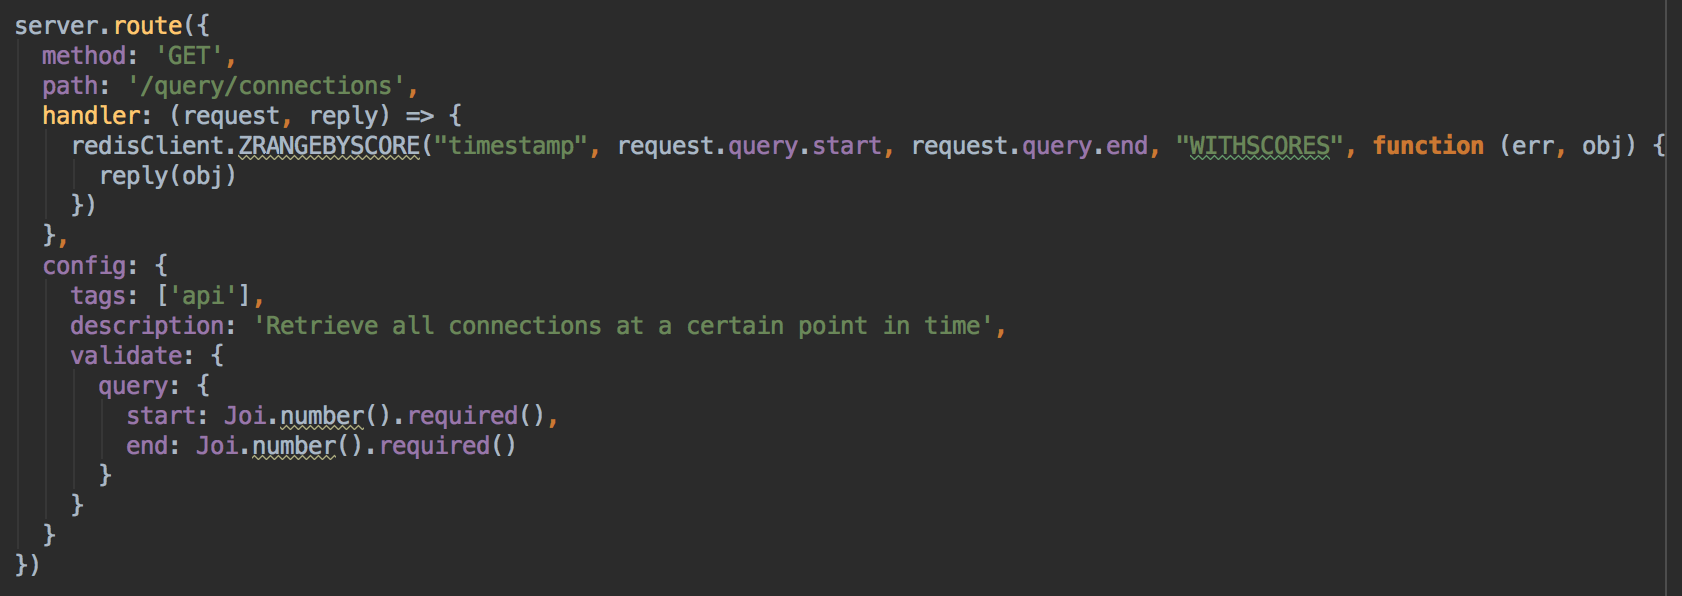 server.route({
  method: 'GET',
  path: '/query/connections',
  handler: (request, reply) => {
    redisClient.ZRANGEBYSCORE("timestamp", request.query.start, request.query.end, "WITHSCORES", function (err, obj) {
      reply(obj)
    })
  },
  config: {
    tags: ['api'],
    description: 'Retrieve all connections at a certain point in time',
    validate: {
      query: {
        start: Joi.number().required(),
        end: Joi.number().required()
      }
    }
  }
})